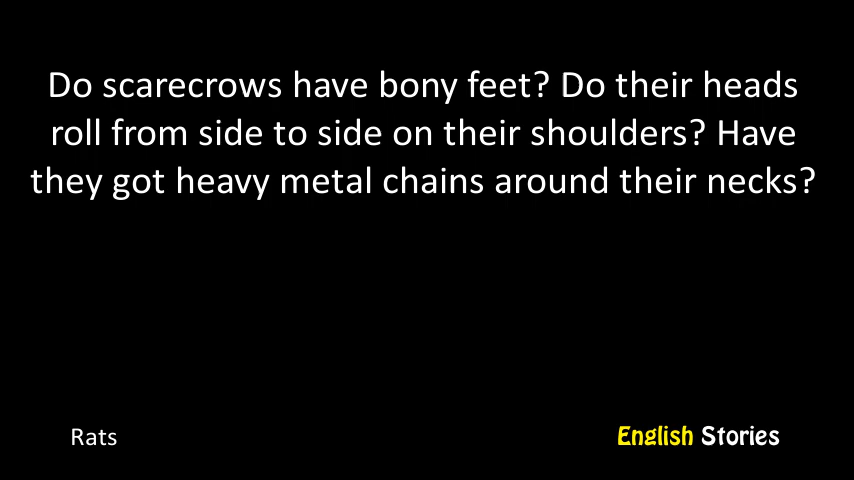 Do scarecrows have bony feet? Do their heads
roll from side to side on their shoulders? Have
they got heavy metal chains around their necks?
Rats
English Stories